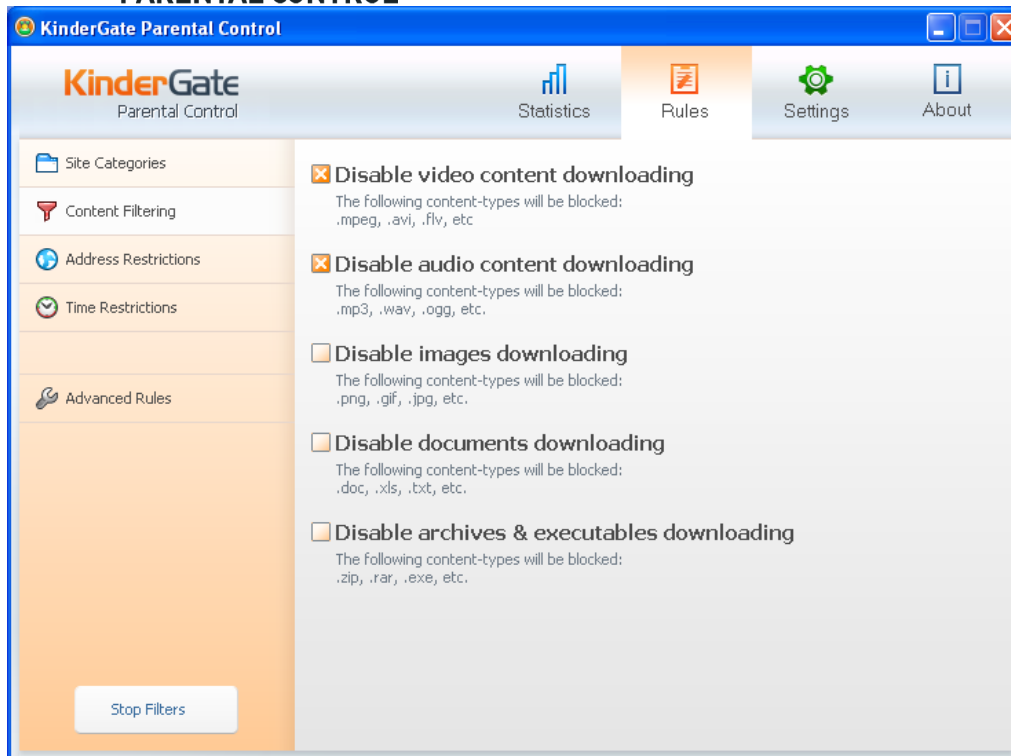 PARENTAL CONTROL
KinderGate Parental Control
KinderGate
Parental Control
Statistics
Rules
Settings
About
Site Categories
Content Filtering
Address Restrictions
Time Restrictions
Advanced Rules
Stop Filters
Disable video content downloading
The following content-types will be blocked:
.mpeg, .avi, .flv, etc
Disable audio content downloading
The following content-types will be blocked:
.mp3, .wav, .ogg, etc.
Disable images downloading
The following content-types will be blocked:
.png, .gif, .jpg, etc.
Disable documents downloading
The following content-types will be blocked:
.doc, .xls, .txt, etc.
Disable archives & executables downloading
The following content-types will be blocked:
.zip, .rar, .exe, etc.